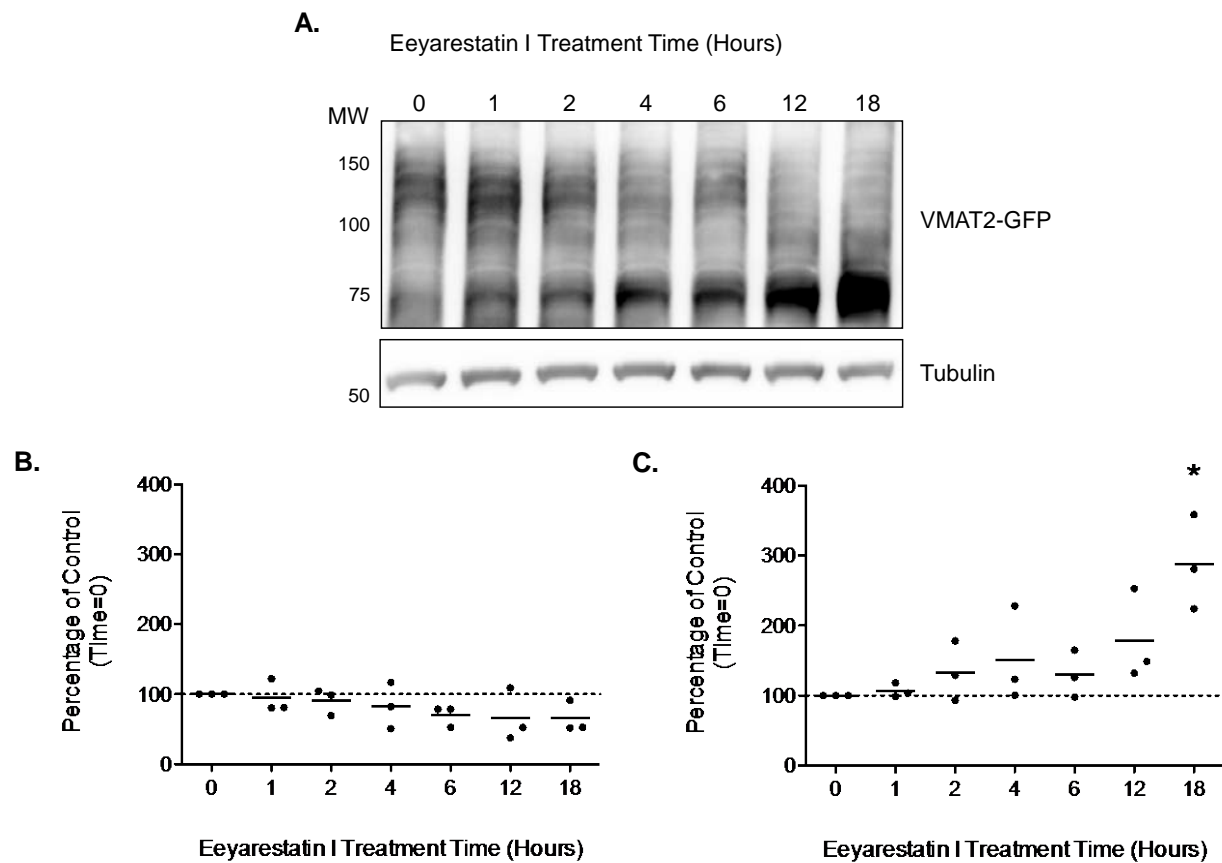 A.
Eeyarestatin I Treatment Time (Hours)
0 1 2 4 6 12 18
MW
150
100
75
VMAT2-GFP
50
Tubulin
B.
Percentage of Control
(Time=0)
400
300
200
100
0
0 1 2 4 6 12 18
Eeyarestatin I Treatment Time (Hours)
C.
Percentage of Control
(Time=0)
400
300
200
100
0
*
0 1 2 4 6 12 18
Eeyarestatin I Treatment Time (Hours)